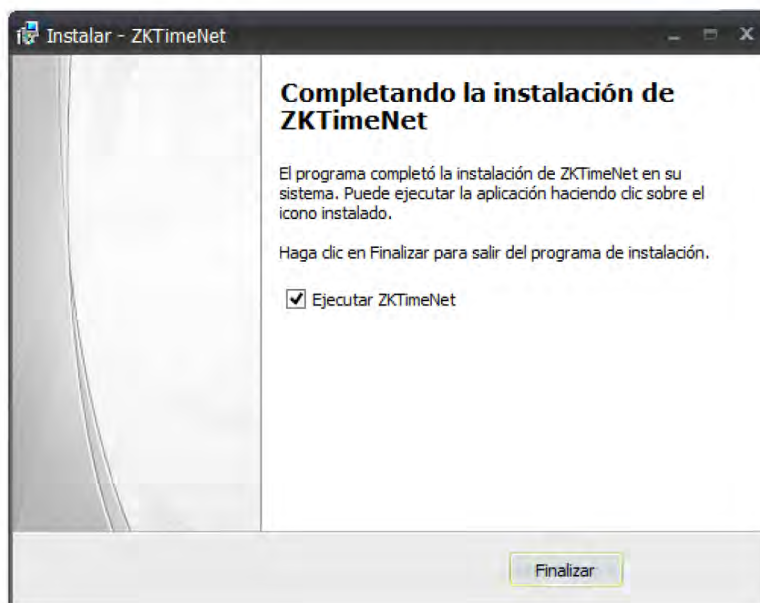 Instalar - ZKTimeNet
Completando la instalación de
ZKTimeNet
El programa completó la instalación de ZKTimeNet en su
sistema. Puede ejecutar la aplicación haciendo clic sobre el
icono instalado.
Haga clic en Finalizar para salir del programa de instalación.
Ejecutar ZKTimeNet
Finalizar